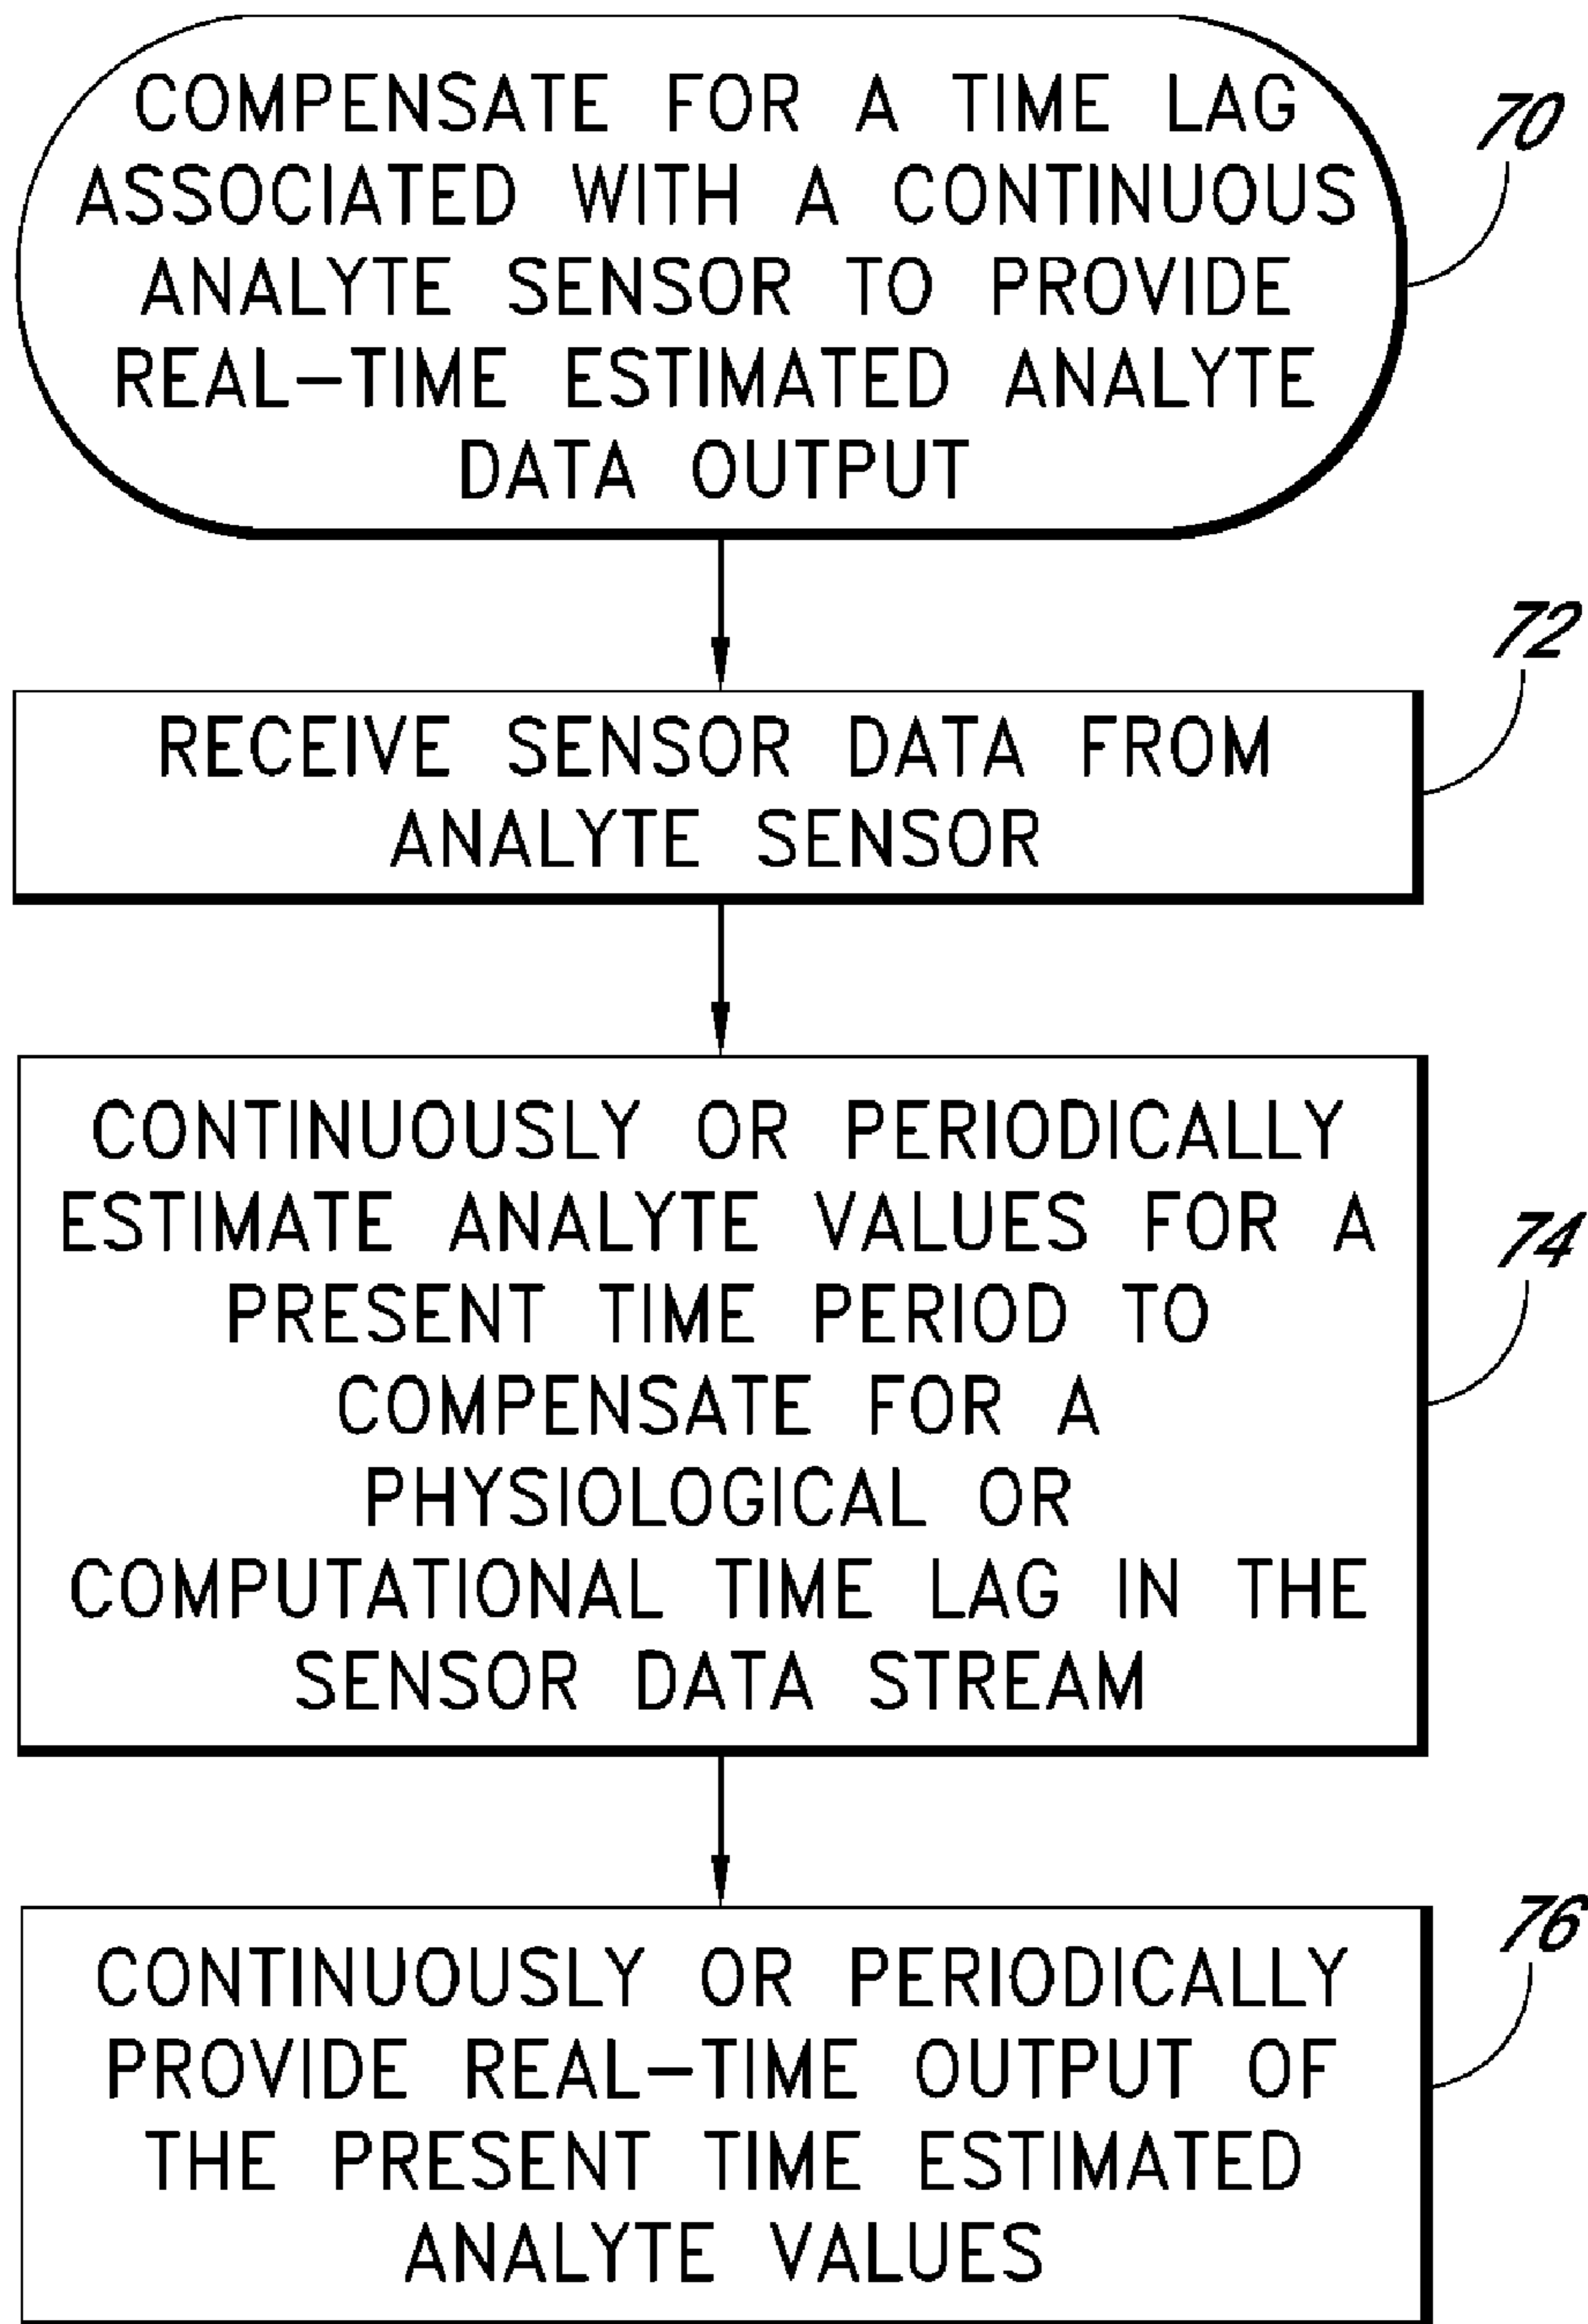 COMPENSATE FOR A TIME LAG
ASSOCIATED WITH A CONTINUOUS
ANALYTE SENSOR TO PROVIDE
REAL-TIME ESTIMATED ANALYTE
DATA OUTPUT
70
RECEIVE SENSOR DATA FROM
ANALYTE SENSOR
72
CONTINUOUSLY OR PERIODICALLY
ESTIMATE ANALYTE VALUES FOR A
PRESENT TIME PERIOD TO
COMPENSATE FOR A
PHYSIOLOGICAL OR
COMPUTATIONAL TIME LAG IN THE
SENSOR DATA STREAM
74
CONTINUOUSLY OR PERIODICALLY
PROVIDE REAL-TIME OUTPUT OF
THE PRESENT TIME ESTIMATED
ANALYTE VALUES
76